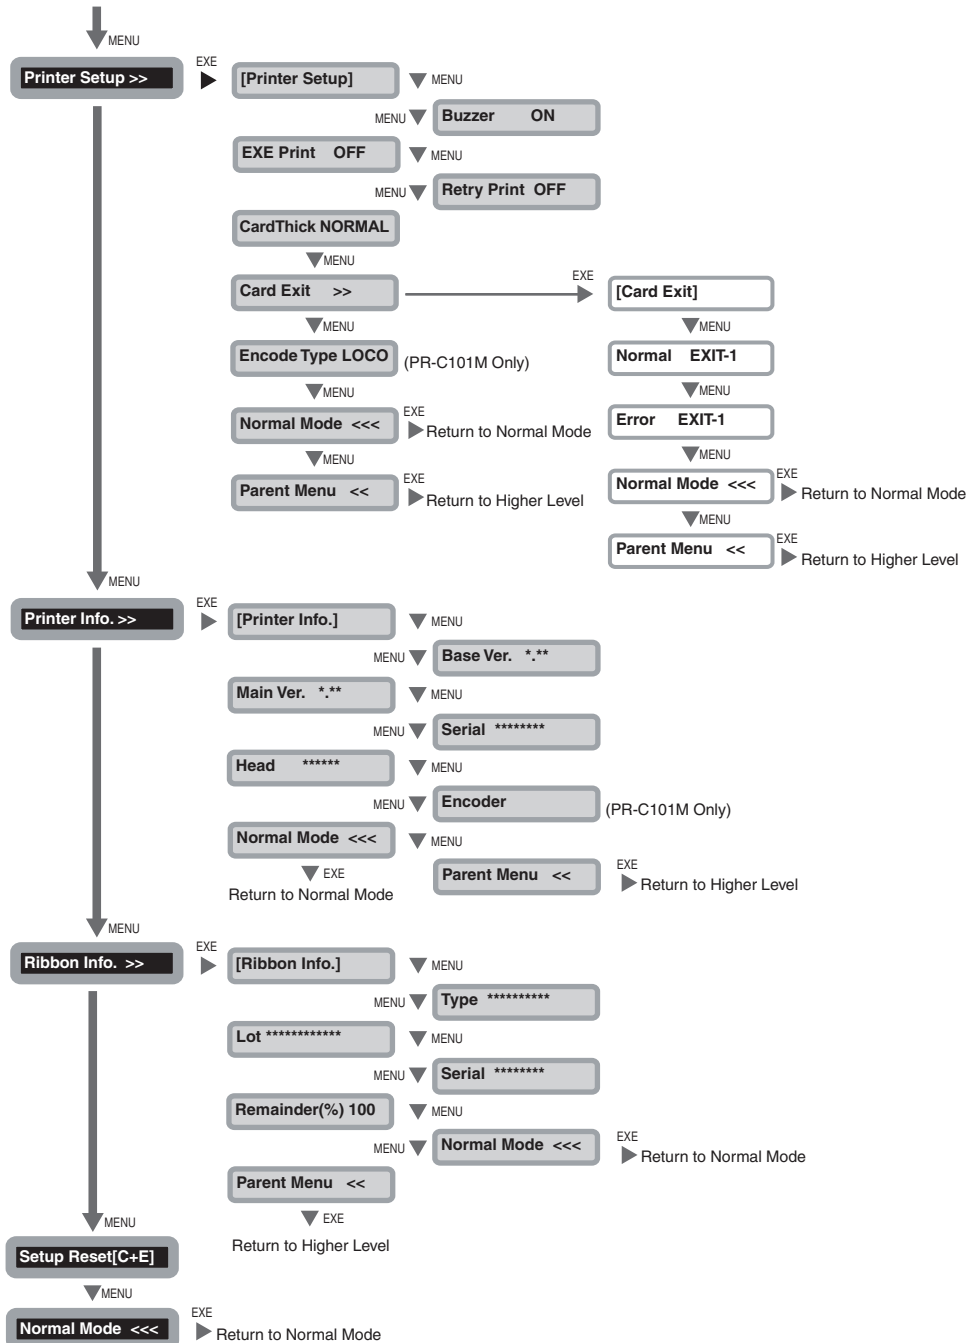 MENU
Printer Setup >>
EXE
[Printer Setup]
MENU
MENU
Buzzer ON
EXE Print OFF
MENU
MENU
Retry Print OFF
CardThick NORMAL
MENU
Card Exit >>
EXE
[Card Exit]
MENU
MENU
Encode Type LOCO
(PR-C101M Only)
Normal EXIT-1
MENU
MENU
Normal Mode <<<
EXE
Return to Normal Mode
Error EXIT-1
MENU
MENU
Parent Menu <<
EXE
Return to Higher Level
Normal Mode <<<
EXE
Return to Normal Mode
MENU
Parent Menu <<
EXE
Return to Higher Level
MENU
Printer Info. >>
EXE
[Printer Info.]
MENU
MENU
Base Ver. *.**
Main Ver. *.**
MENU
MENU
Serial ********
Head ******
MENU
MENU
Encoder
(PR-C101M Only)
Normal Mode <<<
MENU
EXE
Return to Normal Mode
Parent Menu <<
EXE
Return to Higher Level
MENU
Ribbon Info. >>
EXE
[Ribbon Info.]
MENU
MENU
Type **********
Lot ************
MENU
MENU
Serial ********
Remainder(%) 100
MENU
MENU
Normal Mode <<<
EXE
Return to Normal Mode
Parent Menu <<
EXE
Return to Higher Level
MENU
Setup Reset[C+E]
MENU
Normal Mode <<<
EXE
Return to Normal Mode